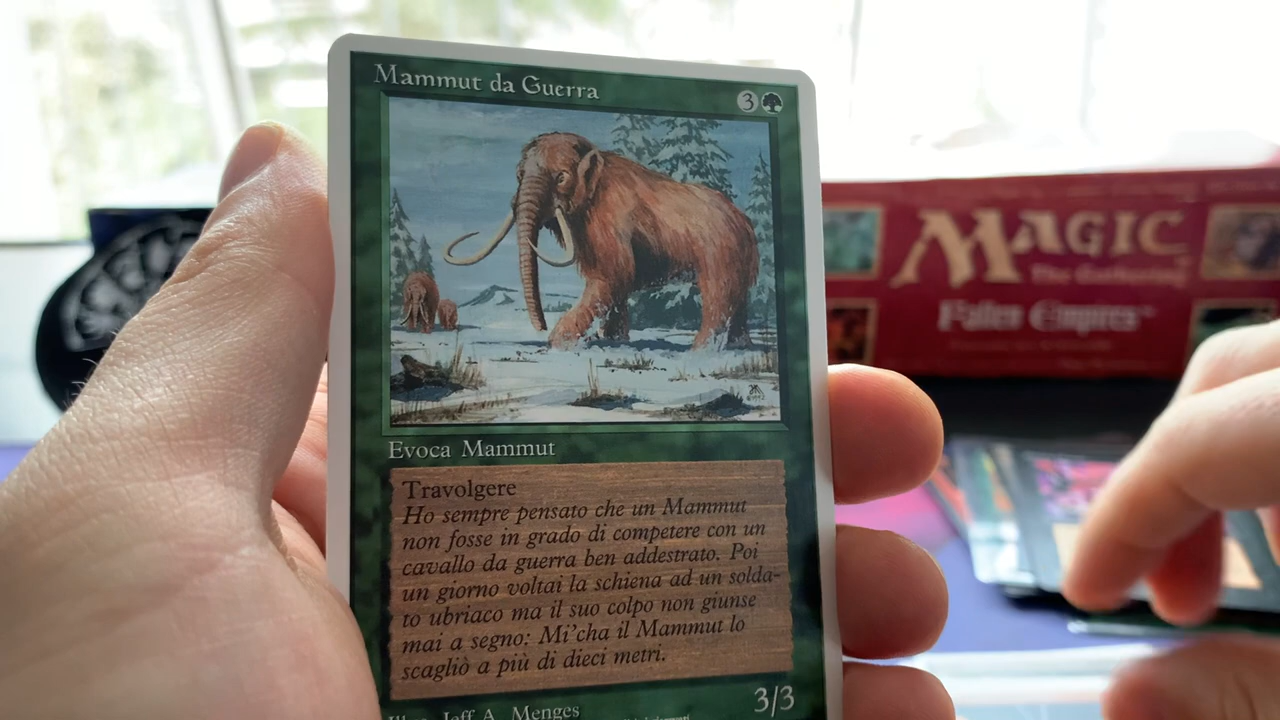 Mammut da Guerra
3
Evoca Mammut
Travolgere
Ho sempre pensato che un Mammut
non fosse in grado di competere con un
cavallo da guerra ben addestrato. Poi
un giorno voltai la schiena ad un solda-
to ubriaco ma il suo colpo non giunse
mai a segno: Mi'cha il Mammut lo
scagliò a più di dieci metri.
3/3
Illus. Jeff A. Menges
MAGIC
The Gathering
Fallen Empires